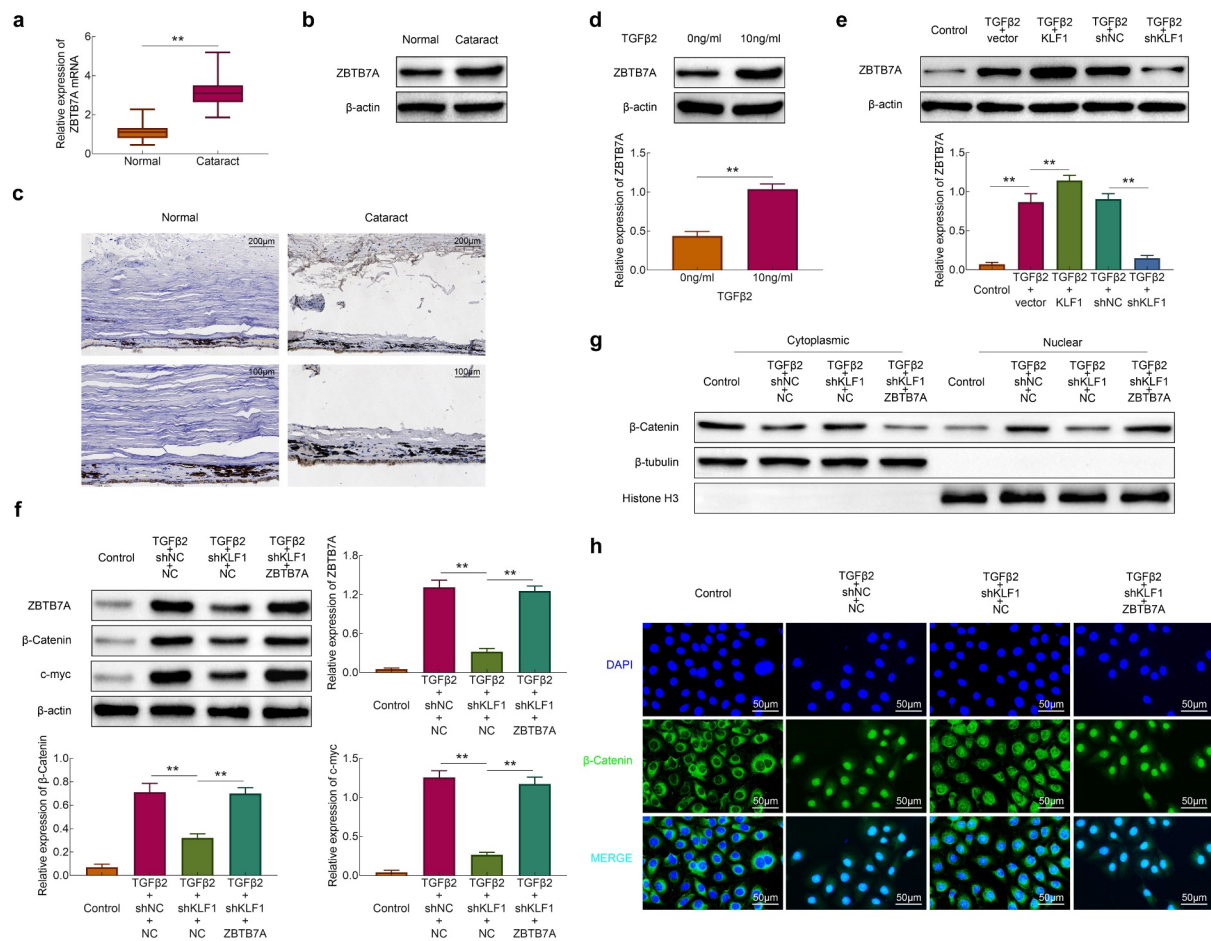 a
Relative expression of
ZBTB7A mRNA
6
4
2
0
**
Normal
Cataract
b
Normal
Cataract
ZBTB7A
β-actin
c
Normal
Cataract
200μm
200μm
100μm
100μm
d
TGFβ2
0ng/ml
10ng/ml
ZBTB7A
β-actin
Relative expression of ZBTB7A
1.5
1.0
0.5
0.0
**
0ng/ml
10ng/ml
TGFβ2
e
Control
TGFβ2
+
vector
TGFβ2
+
KLF1
TGFβ2
+
shNC
TGFβ2
+
shKLF1
ZBTB7A
β-actin
Relative expression of ZBTB7A
1.5
1.0
0.5
0.0
**
**
**
Control
TGFβ2
+
vector
TGFβ2
+
KLF1
TGFβ2
+
shNC
TGFβ2
+
shKLF1
f
Control
TGFβ2
+
shNC
+
NC
TGFβ2
+
shKLF1
+
NC
TGFβ2
+
shKLF1
+
ZBTB7A
ZBTB7A
β-Catenin
c-myc
β-actin
Relative expression of ZBTB7A
1.8
1.2
0.6
0.0
**
**
Control
TGFβ2
+
shNC
+
NC
TGFβ2
+
shKLF1
+
NC
TGFβ2
+
shKLF1
+
ZBTB7A
Relative expression of β-Catenin
1.0
0.8
0.6
0.4
0.2
0.0
**
**
Control
TGFβ2
+
shNC
+
NC
TGFβ2
+
shKLF1
+
NC
TGFβ2
+
shKLF1
+
ZBTB7A
Relative expression of c-myc
1.5
1.0
0.5
0.0
**
**
Control
TGFβ2
+
shNC
+
NC
TGFβ2
+
shKLF1
+
NC
TGFβ2
+
shKLF1
+
ZBTB7A
g
Cytoplasmic
Nuclear
Control
TGFβ2
+
shNC
+
NC
TGFβ2
+
shKLF1
+
NC
TGFβ2
+
shKLF1
+
ZBTB7A
Control
TGFβ2
+
shNC
+
NC
TGFβ2
+
shKLF1
+
NC
TGFβ2
+
shKLF1
+
ZBTB7A
β-Catenin
β-tubulin
Histone H3
h
Control
TGFβ2
+
shNC
+
NC
TGFβ2
+
shKLF1
+
NC
TGFβ2
+
shKLF1
+
ZBTB7A
DAPI
50μm
50μm
50μm
50μm
β-Catenin
50μm
50μm
50μm
50μm
MERGE
50μm
50μm
50μm
50μm